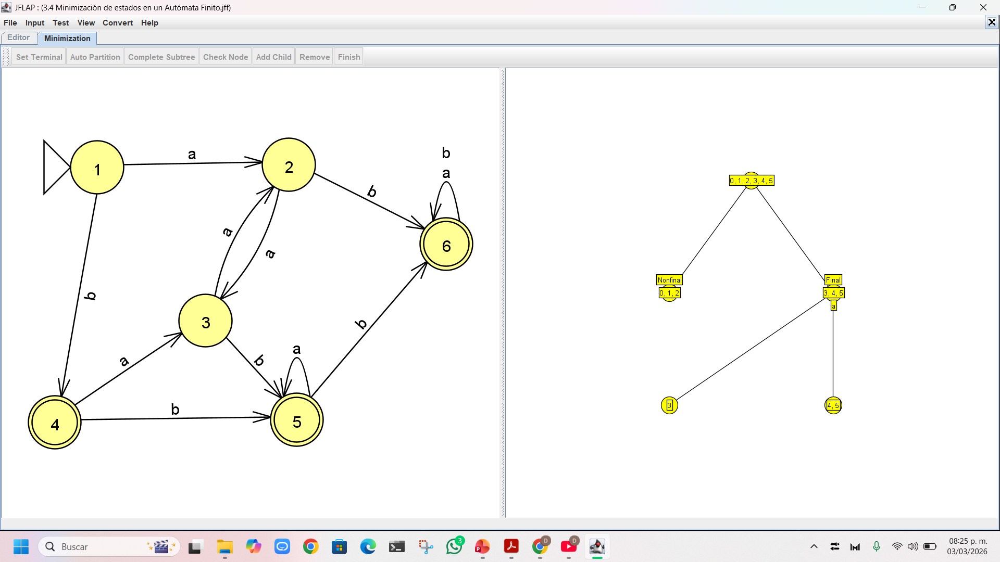 JFLAP : (3.4 Minimización de estados en un Autómata Finito.jff)
File Input Test View Convert Help
Editor Minimization
Set Terminal Auto Partition Complete Subtree Check Node Add Child Remove Finish
b
a
a
1
2
b
0, 1, 2, 3, 4, 5
a
a
6
Nonfinal
Final
0, 1, 2
3, 4, 5
a
b
3
b
a
a
b
3
4, 5
b
4
5
Buscar
3
P
D
D
08:25 p. m.
03/03/2026